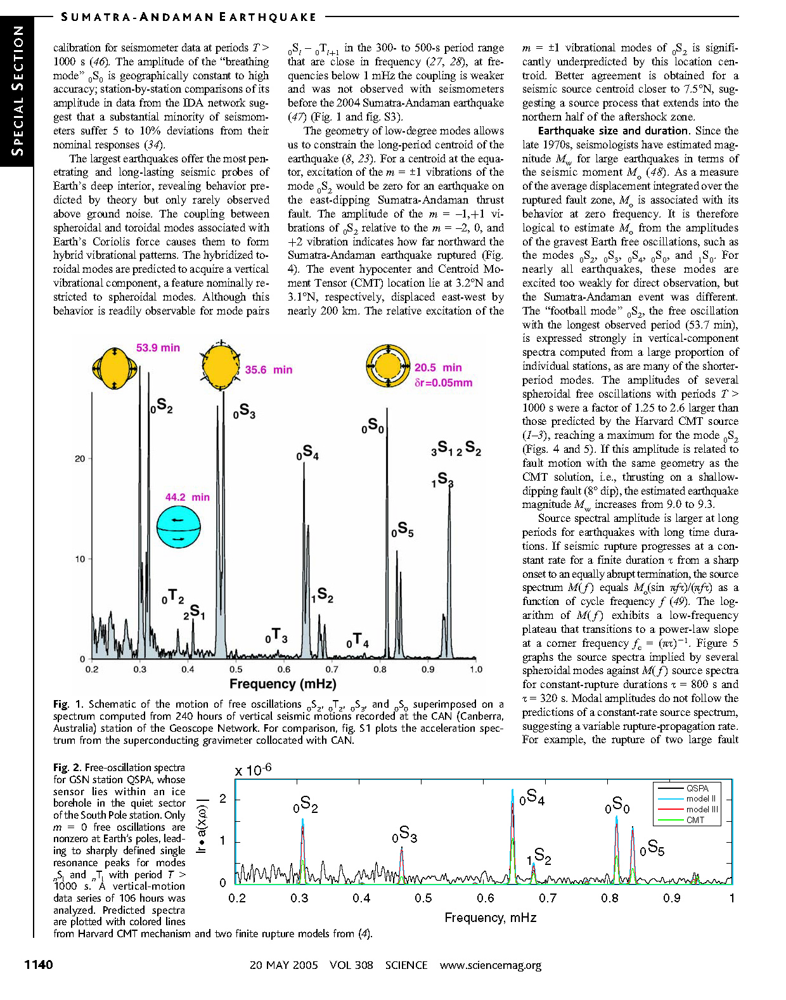 SUMATRA-ANDAMAN EARTHQUAKE
SPECIAL SECTION
calibration for seismometer data at periods T >
1000 s (46). The amplitude of the “breathing
mode” ₀S₀ is geographically constant to high
accuracy; station-by-station comparisons of its
amplitude in data from the IDA network sug-
gest that a substantial minority of seismom-
eters suffer 5 to 10% deviations from their
nominal responses (34).
The largest earthquakes offer the most pen-
etrating and long-lasting seismic probes of
Earth’s deep interior, revealing behavior pre-
dicted by theory but only rarely observed
above ground noise. The coupling between
spheroidal and toroidal modes associated with
Earth’s Coriolis force causes them to form
hybrid vibrational patterns. The hybridized to-
roidal modes are predicted to acquire a vertical
vibrational component, a feature nominally re-
stricted to spheroidal modes. Although this
behavior is readily observable for mode pairs
₀Sₗ – ₀Tₗ₊₁ in the 300- to 500-s period range
that are close in frequency (27, 28), at fre-
quencies below 1 mHz the coupling is weaker
and was not observed with seismometers
before the 2004 Sumatra-Andaman earthquake
(47) (Fig. 1 and fig. S3).
The geometry of low-degree modes allows
us to constrain the long-period centroid of the
earthquake (8, 23). For a centroid at the equa-
tor, excitation of the m = ±1 vibrations of the
mode ₀S₂ would be zero for an earthquake on
the east-dipping Sumatra-Andaman thrust
fault. The amplitude of the m = –1,+1 vi-
brations of ₀S₂ relative to the m = –2, 0, and
+2 vibration indicates how far northward the
Sumatra-Andaman earthquake ruptured (Fig.
4). The event hypocenter and Centroid Mo-
ment Tensor (CMT) location lie at 3.2°N and
3.1°N, respectively, displaced east-west by
nearly 200 km. The relative excitation of the
m = ±1 vibrational modes of ₀S₂ is signifi-
cantly underpredicted by this location cen-
troid. Better agreement is obtained for a
seismic source centroid closer to 7.5°N, sug-
gesting a source process that extends into the
northern half of the aftershock zone.
Earthquake size and duration. Since the
late 1970s, seismologists have estimated mag-
nitude M_w for large earthquakes in terms of
the seismic moment Mₒ (48). As a measure
of the average displacement integrated over the
ruptured fault zone, Mₒ is associated with its
behavior at zero frequency. It is therefore
logical to estimate Mₒ from the amplitudes
of the gravest Earth free oscillations, such as
the modes ₀S₂, ₀S₃, ₀S₄, ₀S₀, and ₁S₀. For
nearly all earthquakes, these modes are
excited too weakly for direct observation, but
the Sumatra-Andaman event was different.
The “football mode” ₀S₂, the free oscillation
with the longest observed period (53.7 min),
is expressed strongly in vertical-component
spectra computed from a large proportion of
individual stations, as are many of the shorter-
period modes. The amplitudes of several
spheroidal free oscillations with periods T >
1000 s were a factor of 1.25 to 2.6 larger than
those predicted by the Harvard CMT source
(1–3), reaching a maximum for the mode ₀S₂
(Figs. 4 and 5). If this amplitude is related to
fault motion with the same geometry as the
CMT solution, i.e., thrusting on a shallow-
dipping fault (8° dip), the estimated earthquake
magnitude M_w increases from 9.0 to 9.3.
Source spectral amplitude is larger at long
periods for earthquakes with long time dura-
tions. If seismic rupture progresses at a con-
stant rate for a finite duration τ from a sharp
onset to an equally abrupt termination, the source
spectrum M(f) equals Mₒ(sin πfτ)/(πfτ) as a
function of cycle frequency f (49). The log-
arithm of M(f) exhibits a low-frequency
plateau that transitions to a power-law slope
at a corner frequency f_c = (πτ)⁻¹. Figure 5
graphs the source spectra implied by several
spheroidal modes against M(f) source spectra
for constant-rupture durations τ = 800 s and
τ = 320 s. Modal amplitudes do not follow the
predictions of a constant-rate source spectrum,
suggesting a variable rupture-propagation rate.
For example, the rupture of two large fault
53.9 min
35.6 min
20.5 min
δr=0.05mm
₀S₂
₀S₃
₀S₀
₀S₄
₃S₁ ₂S₂
₁S₃
44.2 min
₀S₅
₀T₂
₂S₁
₁S₂
₀T₃
₀T₄
20
10
0
0.2 0.3 0.4 0.5 0.6 0.7 0.8 0.9 1.0
Frequency (mHz)
Fig. 1. Schematic of the motion of free oscillations ₀S₂, ₀T₂, ₀S₃, and ₀S₀ superimposed on a
spectrum computed from 240 hours of vertical seismic motions recorded at the CAN (Canberra,
Australia) station of the Geoscope Network. For comparison, fig. S1 plots the acceleration spec-
trum from the superconducting gravimeter collocated with CAN.
Fig. 2. Free-oscillation spectra
for GSN station QSPA, whose
sensor lies within an ice
borehole in the quiet sector
of the South Pole station. Only
m = 0 free oscillations are
nonzero at Earth’s poles, lead-
ing to sharply defined single
resonance peaks for modes
ₙSₗ and ₙTₗ with period T >
1000 s. A vertical-motion
data series of 106 hours was
analyzed. Predicted spectra
are plotted with colored lines
from Harvard CMT mechanism and two finite rupture models from (4).
x 10⁻⁶
|r • a(x,ω)|
2
1
0
₀S₂
₀S₃
₀S₄
₁S₂
₀S₀
₀S₅
QSPA
model II
model III
CMT
0.2 0.3 0.4 0.5 0.6 0.7 0.8 0.9 1
Frequency, mHz
1140
20 MAY 2005 VOL 308 SCIENCE www.sciencemag.org